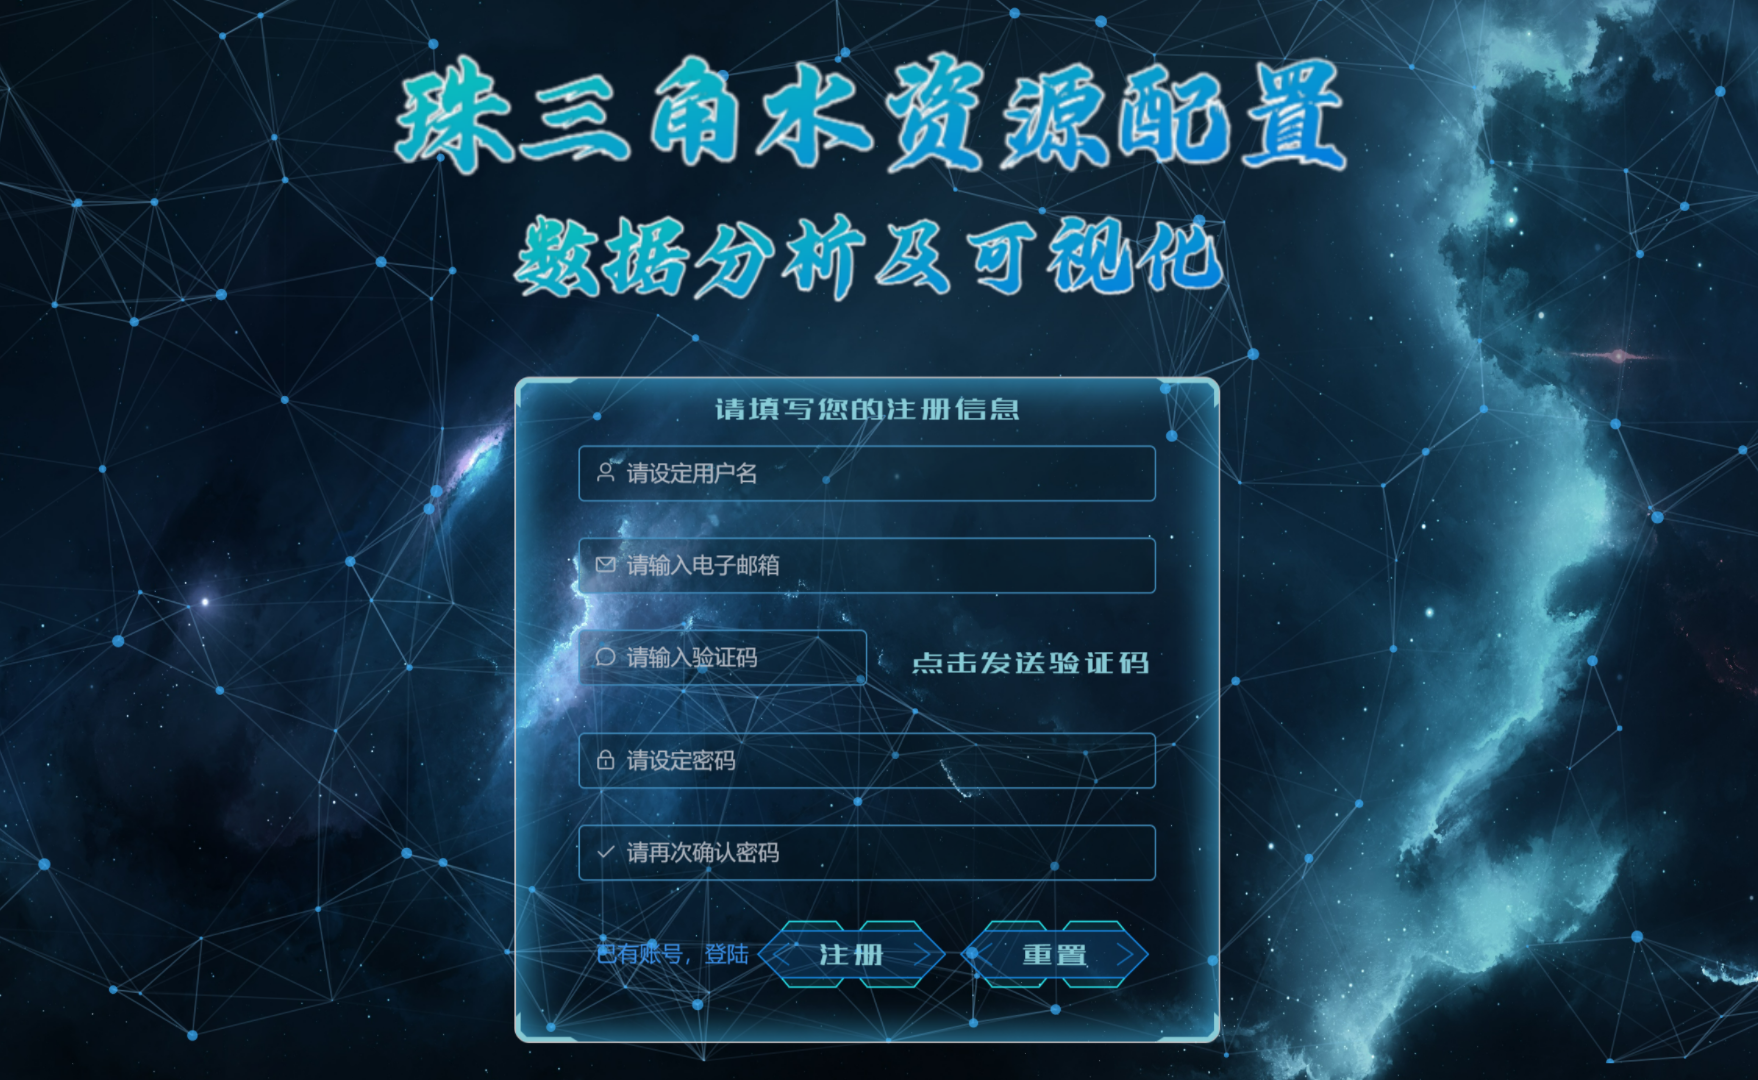 珠三角水资源配置
数据分析及可视化
请填写您的注册信息
请设定用户名
请输入电子邮箱
请输入验证码
点击发送验证码
请设定密码
请再次确认密码
已有账号，登陆
注册
重置